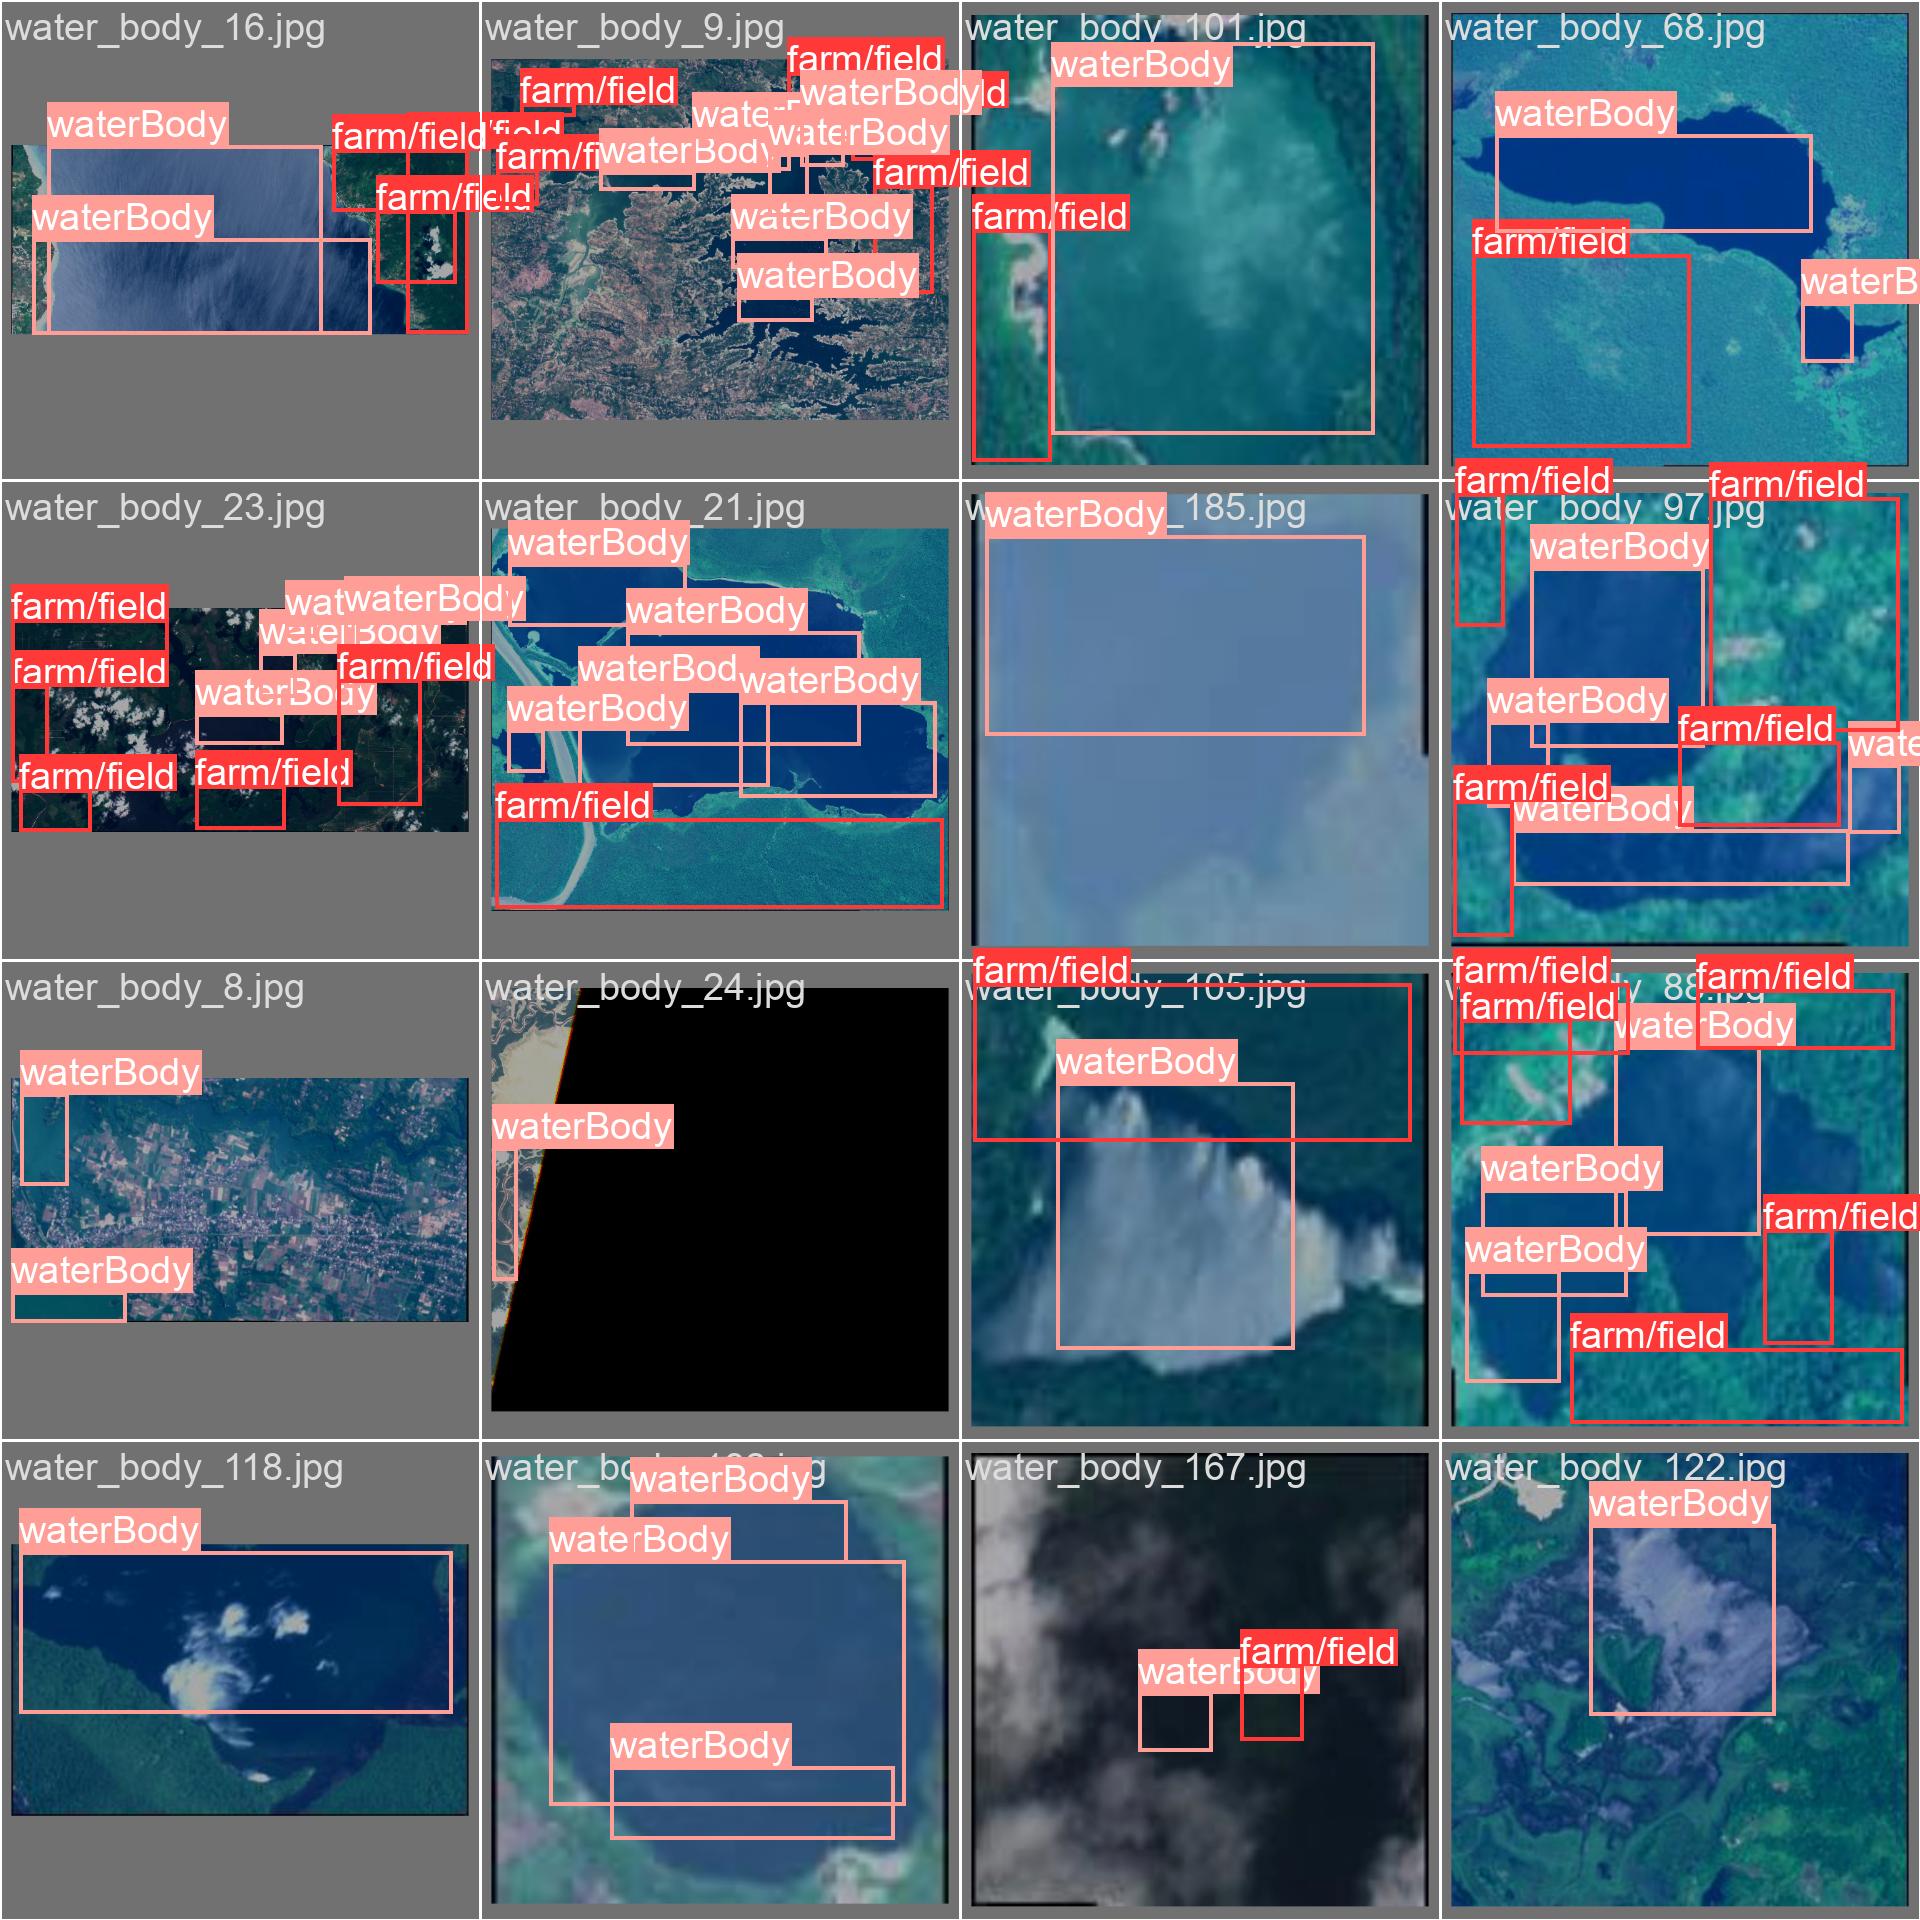 water_body_16.jpg
waterBody
farm/field
farm/field
waterBody
water_body_9.jpg
farm/field
farm/field
waterBody
waterBody
waterBody
farm/field
waterBody
waterBody
water_body_101.jpg
waterBody
farm/field
water_body_68.jpg
waterBody
farm/field
waterB
water_body_23.jpg
farm/field
waterBody
waterBody
farm/field
farm/field
waterBody
farm/field
farm/field
water_body_21.jpg
waterBody
waterBody
waterBod
waterBody
waterBody
farm/field
waterBody
_185.jpg
farm/field
farm/field
water_body_97.jpg
waterBody
waterBody
farm/field
wate
farm/field
waterBody
water_body_8.jpg
waterBody
waterBody
water_body_24.jpg
waterBody
farm/field
water_body_105.jpg
waterBody
farm/field
farm/field
farm/field
waterBody
waterBody
farm/field
waterBody
farm/field
water_body_118.jpg
waterBody
waterBody
waterBody
waterBody
water_body_167.jpg
farm/field
waterBody
water_body_122.jpg
waterBody